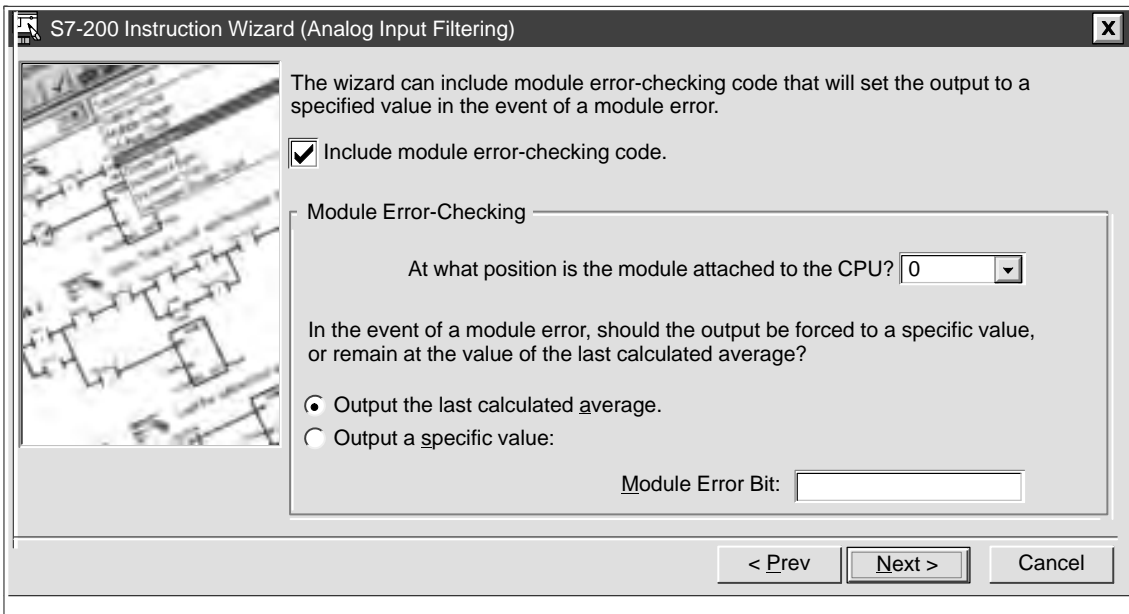 S7-200 Instruction Wizard (Analog Input Filtering)
X
The wizard can include module error-checking code that will set the output to a
specified value in the event of a module error.
Include module error-checking code.
Module Error-Checking
At what position is the module attached to the CPU? 0
In the event of a module error, should the output be forced to a specific value,
or remain at the value of the last calculated average?
Output the last calculated average.
Output a specific value:
Module Error Bit:
< Prev Next > Cancel